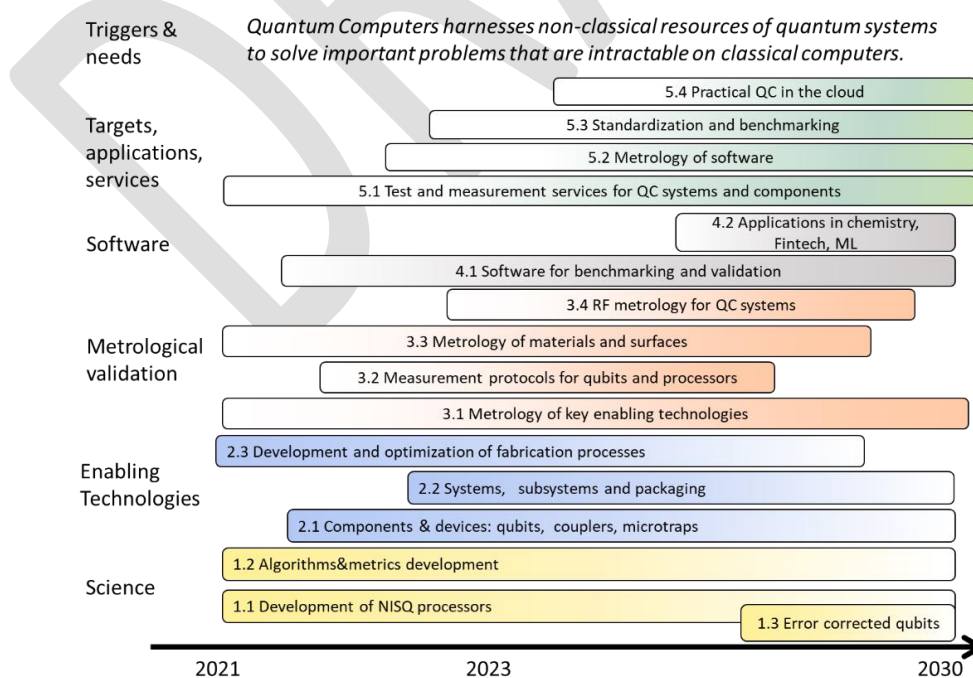 Triggers &
needs
Quantum Computers harnesses non-classical resources of quantum systems
to solve important problems that are intractable on classical computers.
5.4 Practical QC in the cloud
Targets,
applications,
services
5.3 Standardization and benchmarking
5.2 Metrology of software
5.1 Test and measurement services for QC systems and components
Software
4.2 Applications in chemistry,
Fintech, ML
4.1 Software for benchmarking and validation
3.4 RF metrology for QC systems
Metrological
validation
3.3 Metrology of materials and surfaces
3.2 Measurement protocols for qubits and processors
3.1 Metrology of key enabling technologies
Enabling
Technologies
2.3 Development and optimization of fabrication processes
2.2 Systems, subsystems and packaging
2.1 Components & devices: qubits, couplers, microtraps
Science
1.2 Algorithms&metrics development
1.1 Development of NISQ processors
1.3 Error corrected qubits
2021
2023
2030